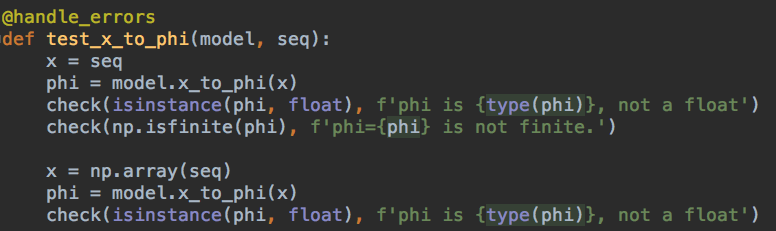 @handle_errors
def test_x_to_phi(model, seq):
    x = seq
    phi = model.x_to_phi(x)
    check(isinstance(phi, float), f'phi is {type(phi)}, not a float')
    check(np.isfinite(phi), f'phi={phi} is not finite.')
    x = np.array(seq)
    phi = model.x_to_phi(x)
    check(isinstance(phi, float), f'phi is {type(phi)}, not a float')